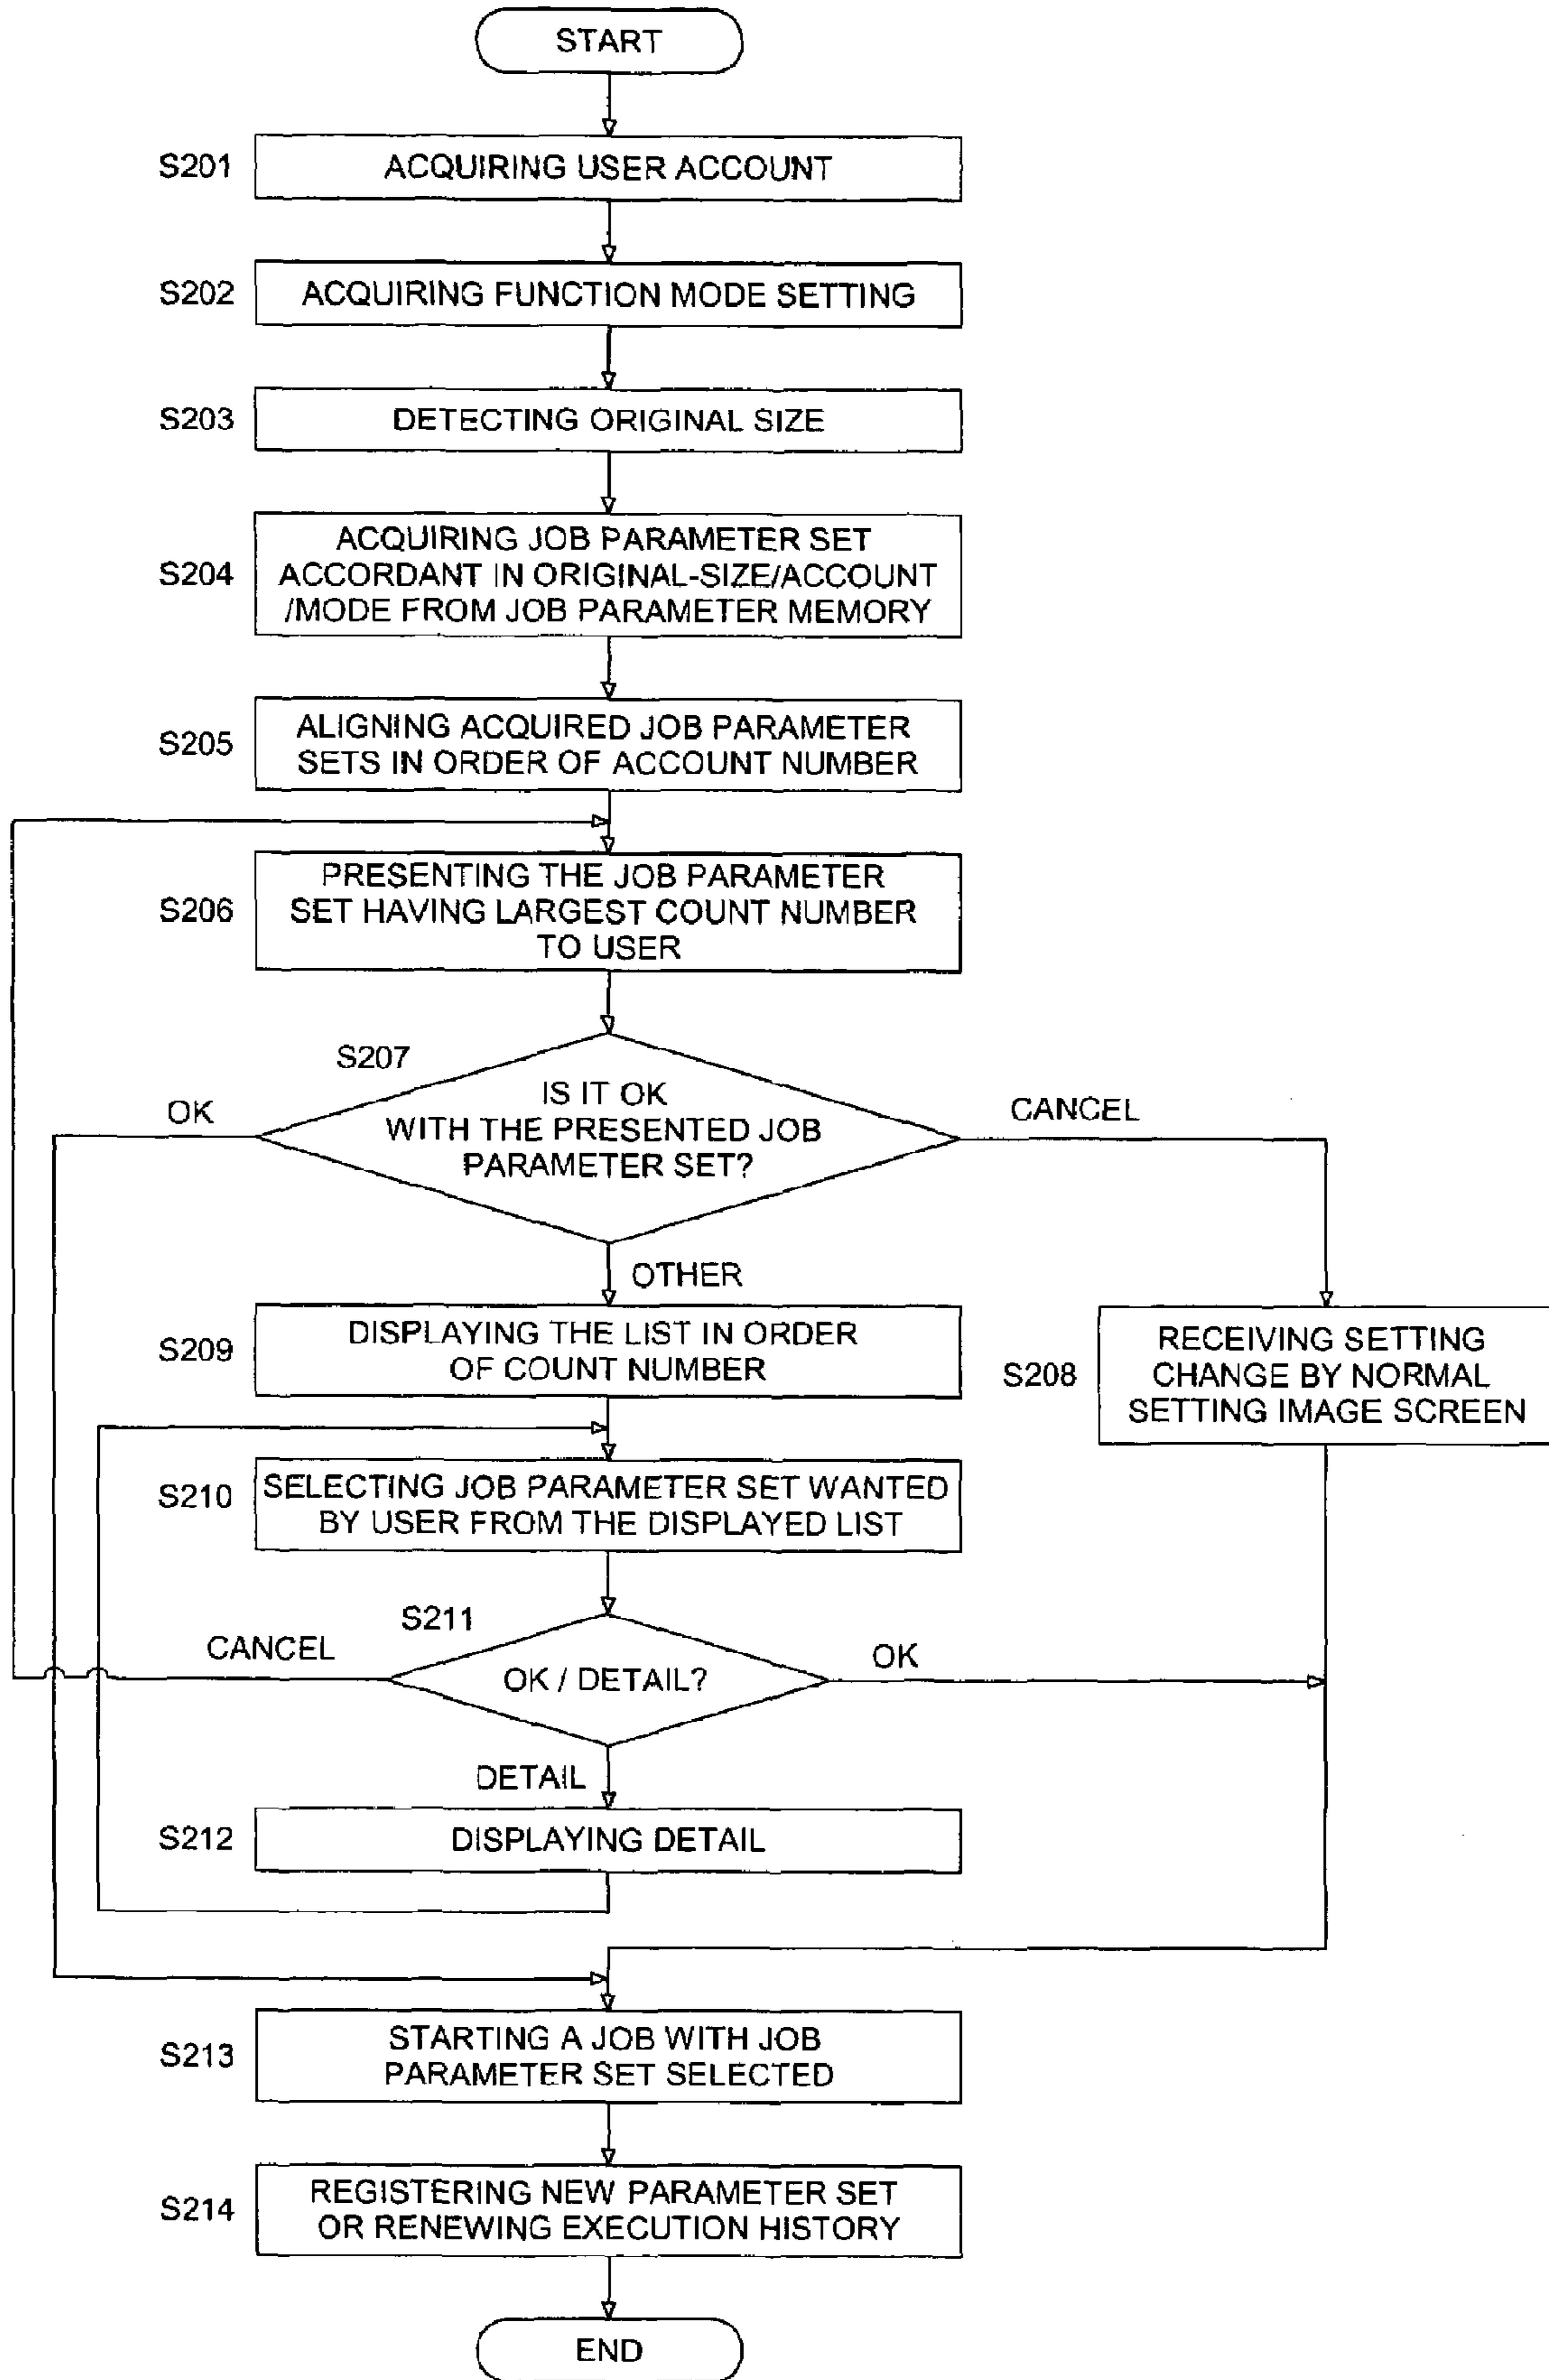 START
S201
ACQUIRING USER ACCOUNT
S202
ACQUIRING FUNCTION MODE SETTING
S203
DETECTING ORIGINAL SIZE
S204
ACQUIRING JOB PARAMETER SET
ACCORDANT IN ORIGINAL-SIZE/ACCOUNT
/MODE FROM JOB PARAMETER MEMORY
S205
ALIGNING ACQUIRED JOB PARAMETER
SETS IN ORDER OF ACCOUNT NUMBER
S206
PRESENTING THE JOB PARAMETER
SET HAVING LARGEST COUNT NUMBER
TO USER
S207
IS IT OK
WITH THE PRESENTED JOB
PARAMETER SET?
OK
CANCEL
OTHER
S209
DISPLAYING THE LIST IN ORDER
OF COUNT NUMBER
S208
RECEIVING SETTING
CHANGE BY NORMAL
SETTING IMAGE SCREEN
S210
SELECTING JOB PARAMETER SET WANTED
BY USER FROM THE DISPLAYED LIST
S211
CANCEL
OK / DETAIL?
OK
DETAIL
S212
DISPLAYING DETAIL
S213
STARTING A JOB WITH JOB
PARAMETER SET SELECTED
S214
REGISTERING NEW PARAMETER SET
OR RENEWING EXECUTION HISTORY
END